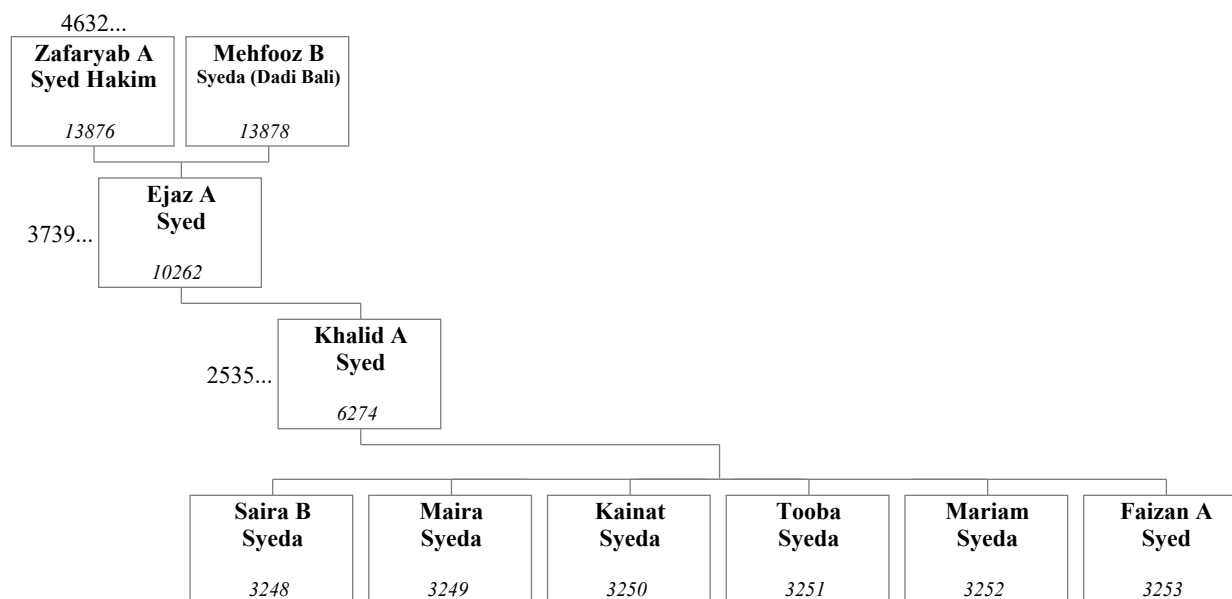 4632...
Zafaryab A
Syed Hakim
13876
Mehfooz B
Syeda (Dadi Bali)
13878
Ejaz A
Syed
10262
3739...
Khalid A
Syed
6274
2535...
Saira B
Syeda
3248
Maira
Syeda
3249
Kainat
Syeda
3250
Tooba
Syeda
3251
Mariam
Syeda
3252
Faizan A
Syed
3253